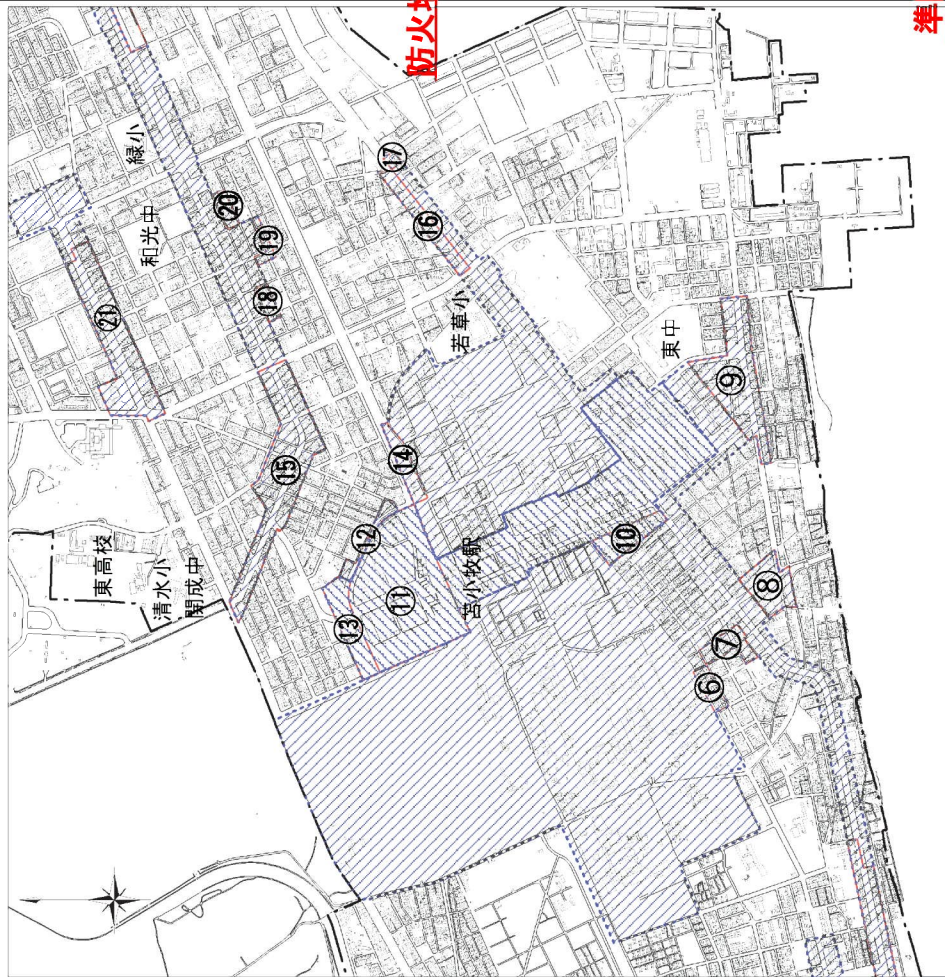 防火地
準
緑小
和光中
⑳
⑲
⑱
㉑
⑰
⑯
若草小
東中
⑨
⑮
⑭
⑫
東高校
清水小
開成中
苫小牧駅
⑩
⑧
⑪
⑬
⑦
⑥